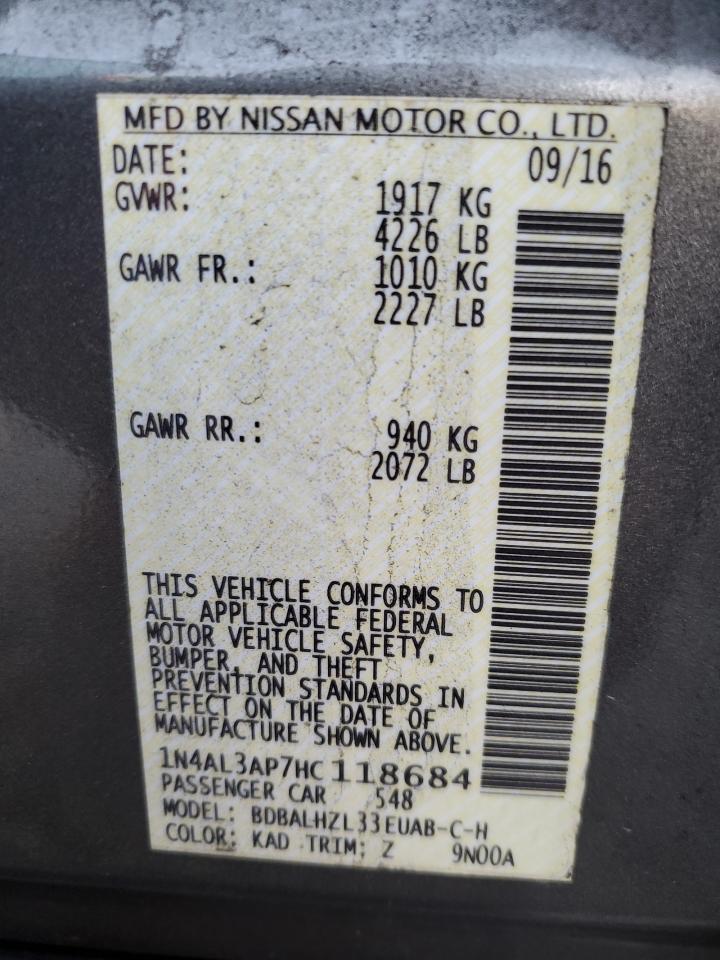 MFD BY NISSAN MOTOR CO., LTD.
DATE: 09/16
GVWR: 1917 KG
4226 LB
GAWR FR.: 1010 KG
2227 LB
GAWR RR.: 940 KG
2072 LB
THIS VEHICLE CONFORMS TO
ALL APPLICABLE FEDERAL
MOTOR VEHICLE SAFETY,
BUMPER, AND THEFT
PREVENTION STANDARDS IN
EFFECT ON THE DATE OF
MANUFACTURE SHOWN ABOVE.
1N4AL3AP7HC118684
PASSENGER CAR 548
MODEL: BDBALHZL33EUAB-C-H
COLOR: KAD TRIM: Z 9N00A